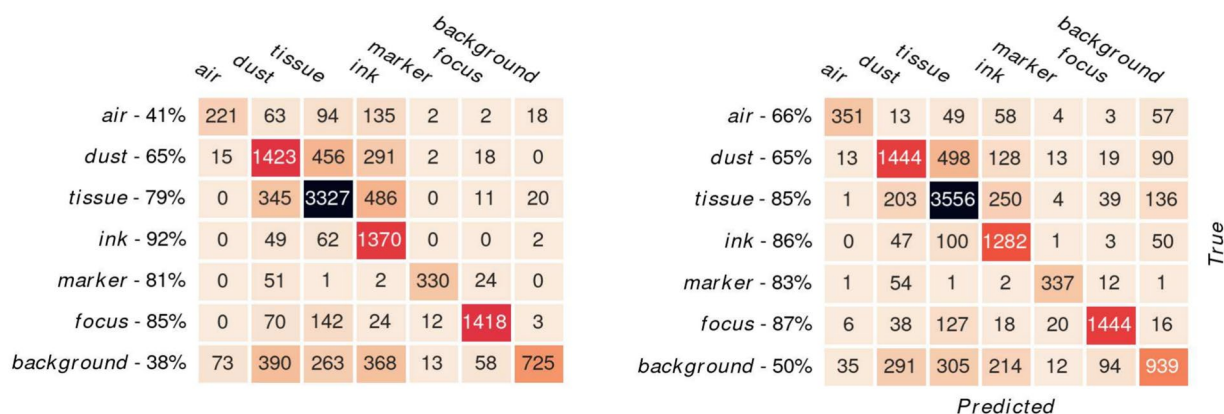 air dust tissue ink marker focus background
air - 41% 221 63 94 135 2 2 18
dust - 65% 15 1423 456 291 2 18 0
tissue - 79% 0 345 3327 486 0 11 20
ink - 92% 0 49 62 1370 0 0 2
marker - 81% 0 51 1 2 330 24 0
focus - 85% 0 70 142 24 12 1418 3
background - 38% 73 390 263 368 13 58 725
air dust tissue ink marker focus background
air - 66% 351 13 49 58 4 3 57
dust - 65% 13 1444 498 128 13 19 90
tissue - 85% 1 203 3556 250 4 39 136
ink - 86% 0 47 100 1282 1 3 50
marker - 83% 1 54 1 2 337 12 1
focus - 87% 6 38 127 18 20 1444 16
background - 50% 35 291 305 214 12 94 939
True
Predicted